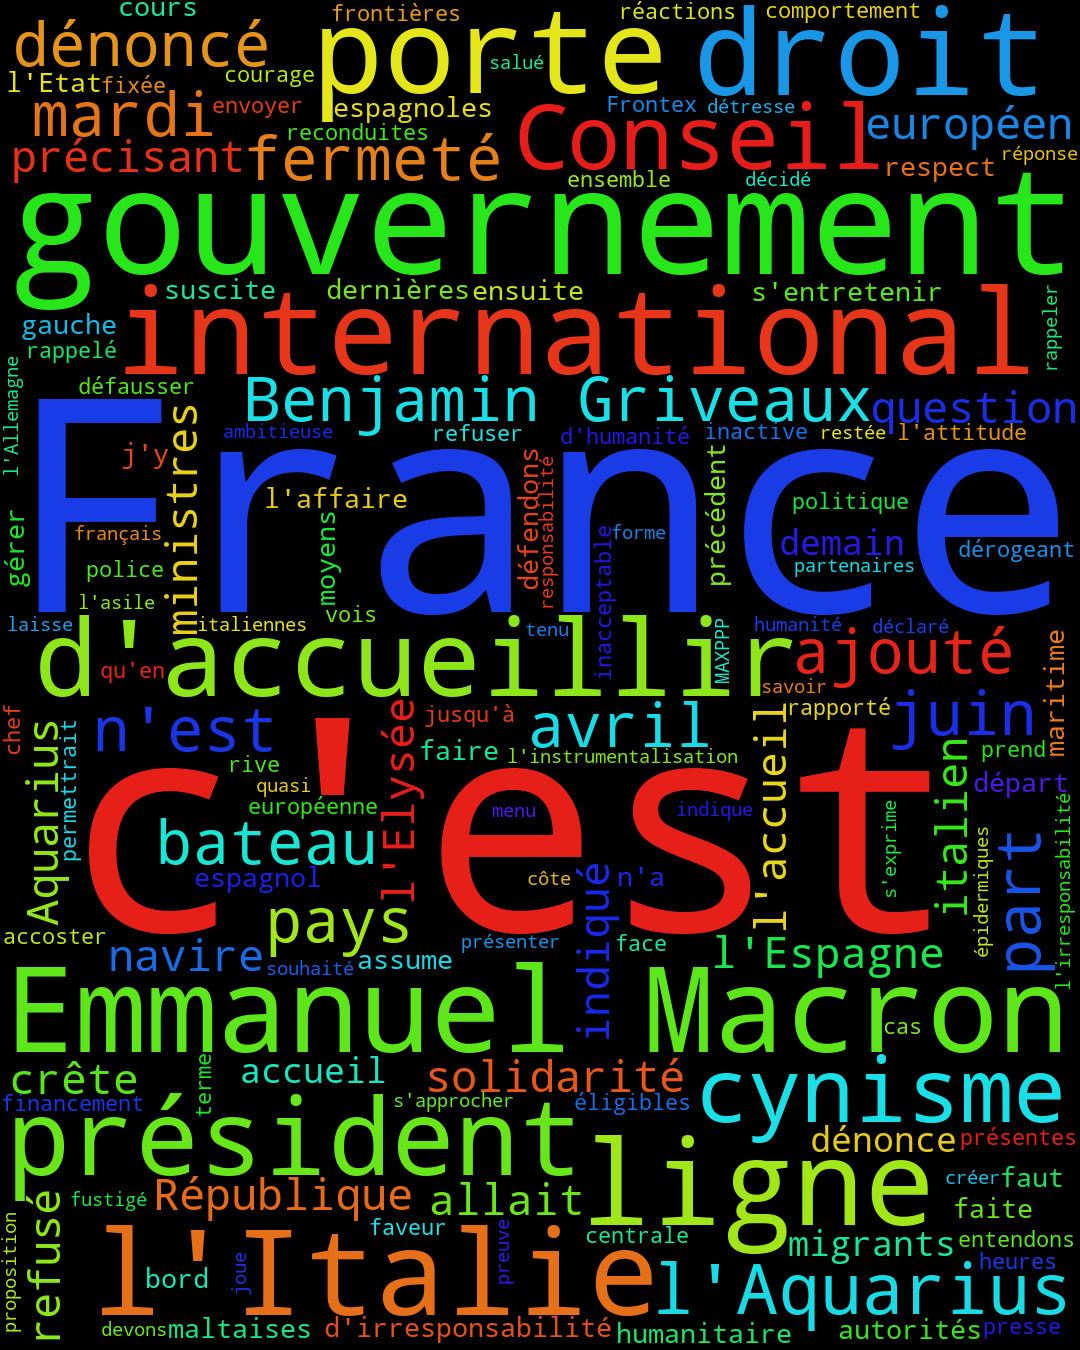 cours
frontières
réactions
comportement
dénoncé
porte
droit
salué
l'Etat
fixée
courage
mardi
envoyer
espagnoles
Frontex
détresse
Conseil
européen
reconduites
précisant
fermeté
respect
réponse
ensemble
décidé
gouvernement
suscite
dernières
ensuite
s'entretenir
international
rappeler
gauche
rappelé
l'Allemagne
défausser
Benjamin Griveaux
question
ministres
ambitieuse
refuser
d'humanité
inactive
restée
l'attitude
France
j'y
l'affaire
défendons
responsabilité
précédent
politique
gérer
français
moyens
inacceptable
forme
demain
dérogeant
police
partenaires
l'asile
vois
laisse
italiennes
tenu
MAXPPP
humanité
déclaré
d'accueillir
qu'en
ajouté
maritime
savoir
chef
n'est
l'Elysée
jusqu'à
avril
rapporté
juin
Aquarius
permettrait
faire
l'instrumentalisation
l'accueil
italien
prend
rive
c'est
quasi
européenne
menu
indique
départ
bateau
s'exprime
épidermiques
part
l'irresponsabilité
espagnol
côte
indiqué
n'a
pays
accoster
navire
souhaité
assume
présenter
face
l'Espagne
Emmanuel Macron
cas
crête
terme
accueil
solidarité
cynisme
financement
s'approcher
éligibles
président
dénonce
présentes
ligne
refusé
fustigé
République
allait
créer
faut
faite
proposition
faveur
preuve
centrale
migrants
entendons
l'Italie
joue
bord
heures
l'Aquarius
devons
maltaises
d'irresponsabilité
humanitaire
autorités
presse